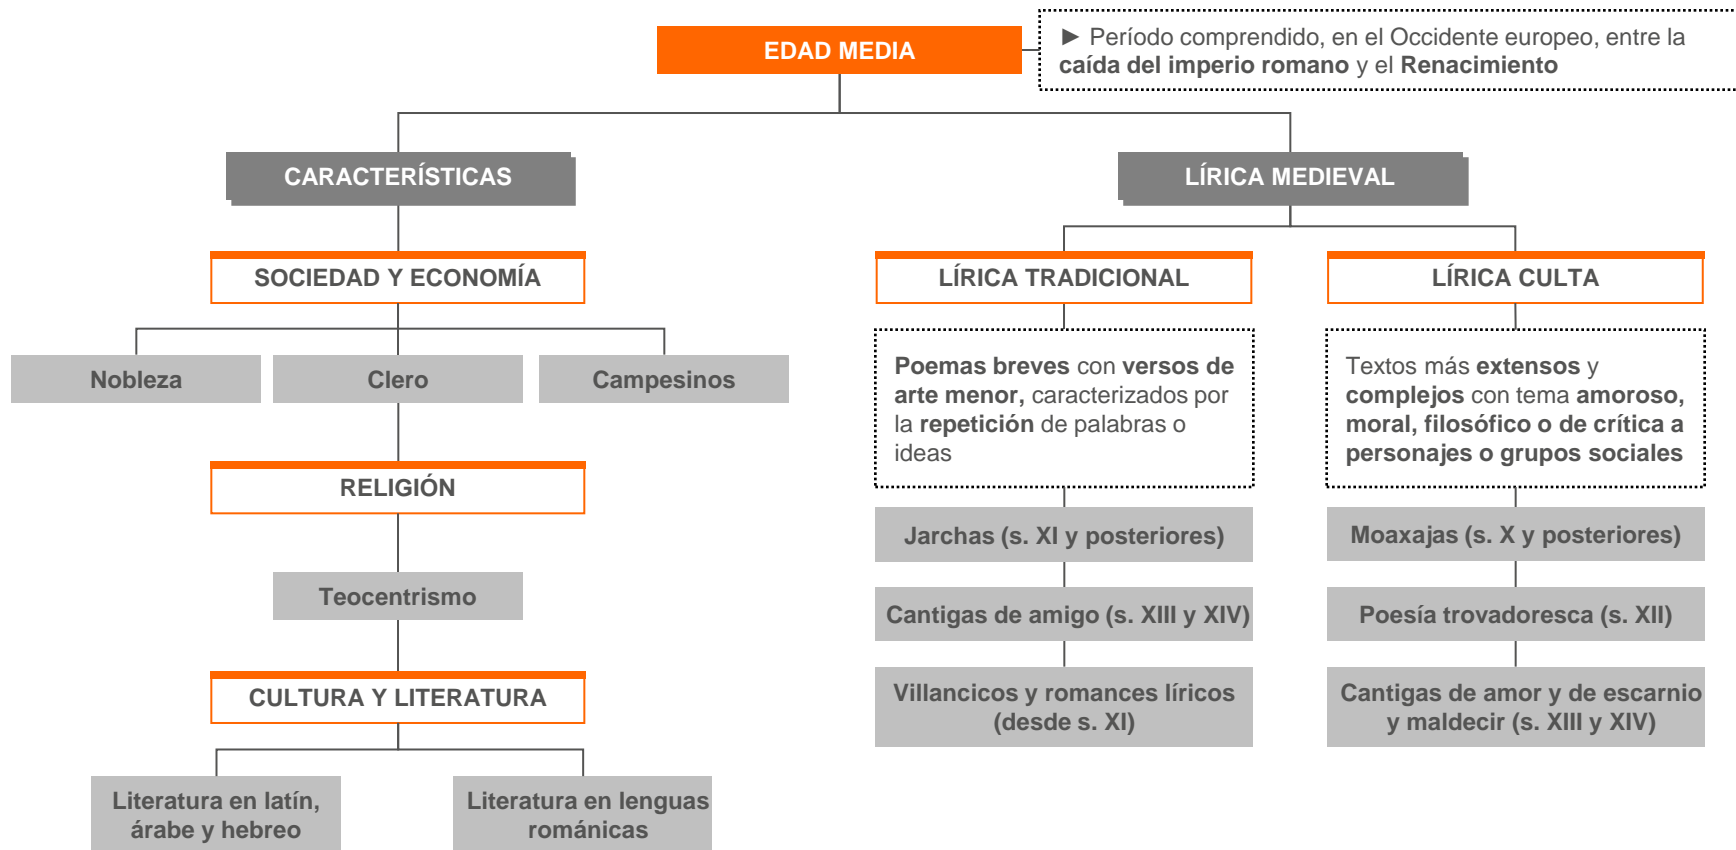 EDAD MEDIA
► Período comprendido, en el Occidente europeo, entre la
caída del imperio romano y el Renacimiento
CARACTERÍSTICAS
SOCIEDAD Y ECONOMÍA
Nobleza
Clero
Campesinos
RELIGIÓN
Teocentrismo
CULTURA Y LITERATURA
Literatura en latín,
árabe y hebreo
Literatura en lenguas
románicas
LÍRICA MEDIEVAL
LÍRICA TRADICIONAL
Poemas breves con versos de
arte menor, caracterizados por
la repetición de palabras o
ideas
Jarchas (s. XI y posteriores)
Cantigas de amigo (s. XIII y XIV)
Villancicos y romances líricos
(desde s. XI)
LÍRICA CULTA
Textos más extensos y
complejos con tema amoroso,
moral, filosófico o de crítica a
personajes o grupos sociales
Moaxajas (s. X y posteriores)
Poesía trovadoresca (s. XII)
Cantigas de amor y de escarnio
y maldecir (s. XIII y XIV)